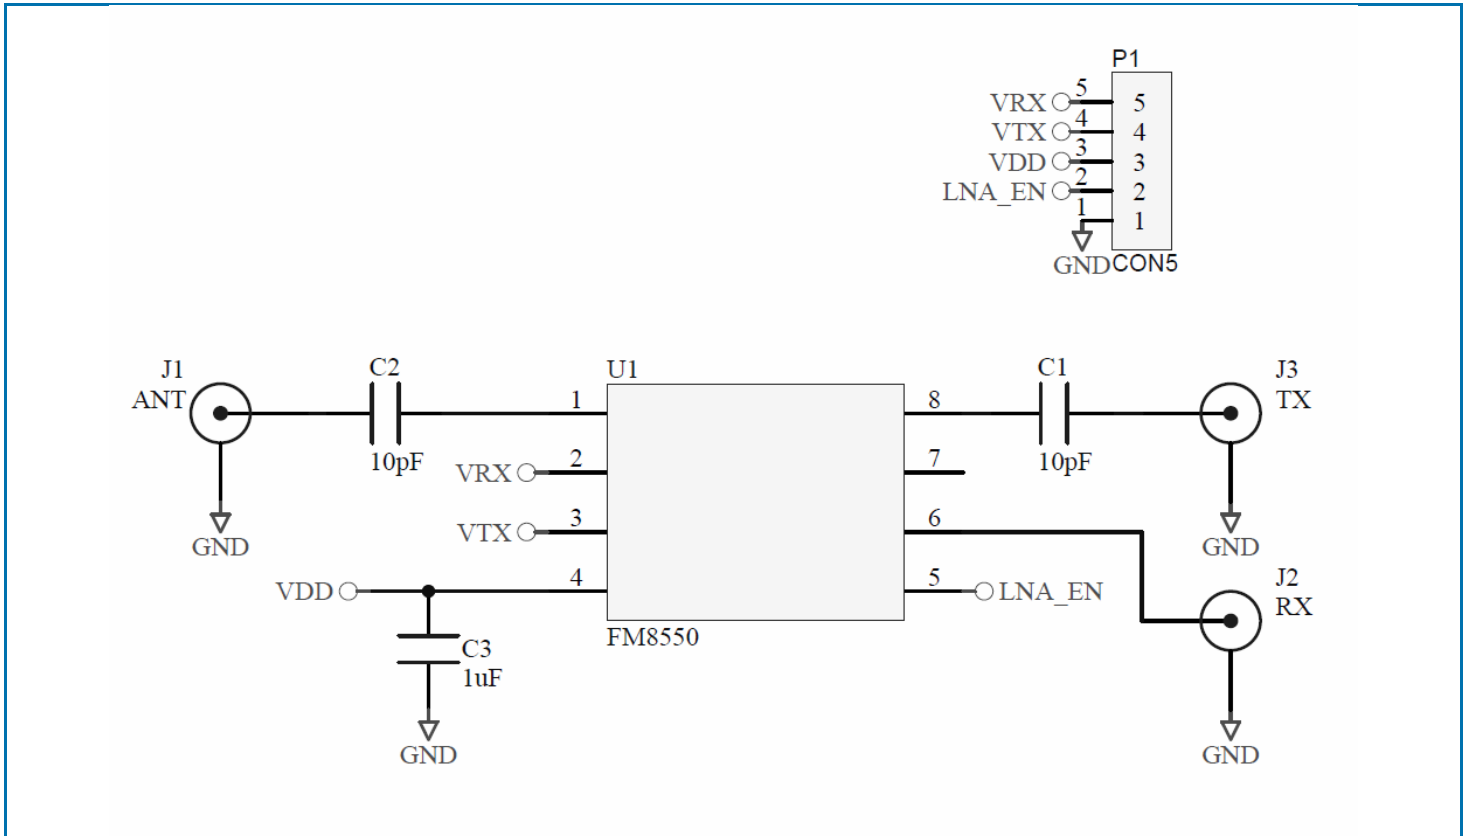 P1
VRX 5 5
VTX 4 4
VDD 3 3
LNA_EN 2 2
1 1
GND CON5
J1
ANT
C2
10pF
GND
U1
1
VRX 2
VTX 3
VDD 4
C3
1uF
GND
FM8550
8
7
6
5 LNA_EN
C1
10pF
J3
TX
GND
J2
RX
GND